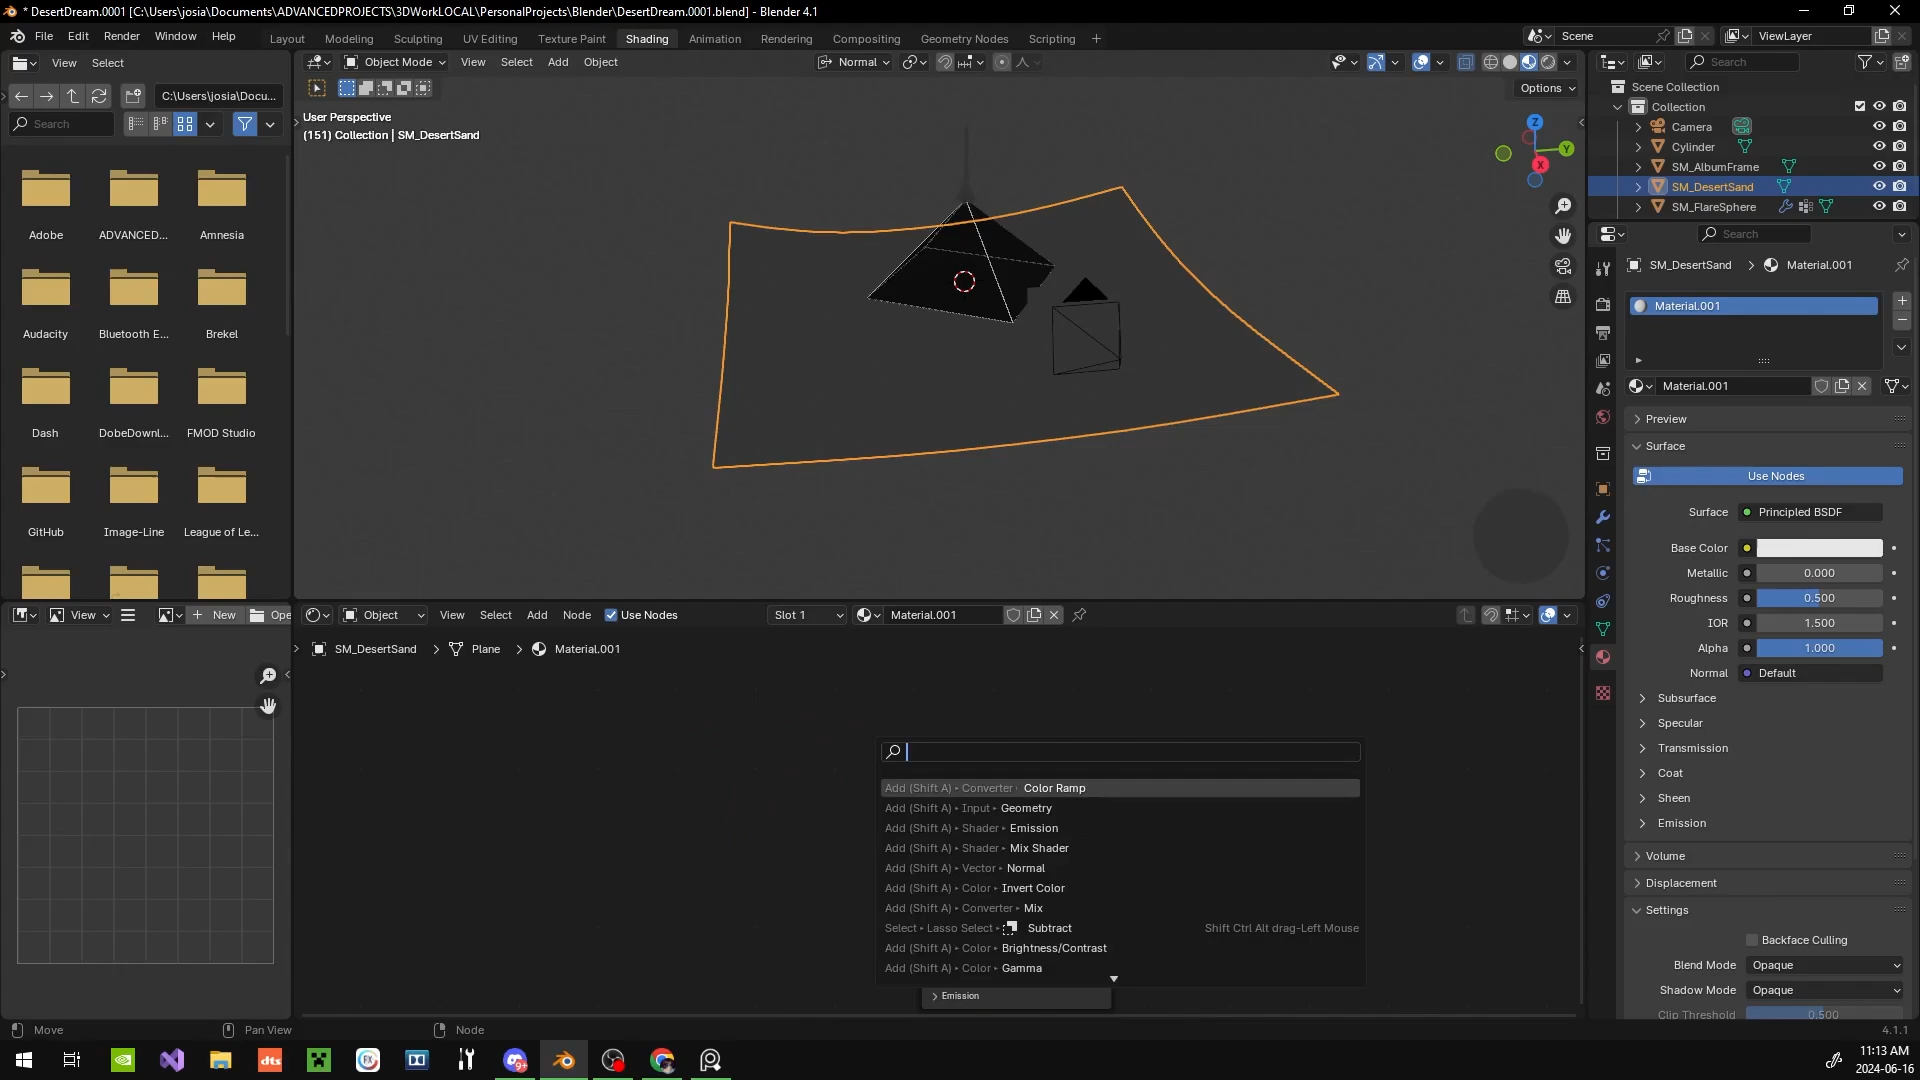 * DesertDream.0001 [C:\Users\josia\Documents\ADVANCEDPROJECTS\3DWorkLOCAL\PersonalProjects\Blender\DesertDream.0001.blend] - Blender 4.1
File Edit Render Window Help
Layout Modeling Sculpting UV Editing Texture Paint Shading Animation Rendering Compositing Geometry Nodes Scripting
Scene
ViewLayer
View Select
Object Mode View Select Add Object
Normal
Search
C:\Users\josia\Docu...
Search
Options
User Perspective
(151) Collection | SM_DesertSand
Z
Y
X
Scene Collection
Collection
Camera
Cylinder
SM_AlbumFrame
SM_DesertSand
SM_FlareSphere
Adobe ADVANCED... Amnesia
Audacity Bluetooth E... Brekel
Dash DobeDownl... FMOD Studio
GitHub Image-Line League of Le...
Search
SM_DesertSand Material.001
Material.001
Material.001
Preview
Surface
Use Nodes
Surface Principled BSDF
Base Color
Metallic 0.000
Roughness 0.500
IOR 1.500
Alpha 1.000
Normal Default
Subsurface
Specular
Transmission
Coat
Sheen
Emission
Volume
Displacement
Settings
Backface Culling
Blend Mode Opaque
Shadow Mode Opaque
Clip Threshold 0.500
View New Ope
Object View Select Add Node Use Nodes Slot 1 Material.001
SM_DesertSand > Plane > Material.001
Add (Shift A) ▸ Converter ▸ Color Ramp
Add (Shift A) ▸ Input ▸ Geometry
Add (Shift A) ▸ Shader ▸ Emission
Add (Shift A) ▸ Shader ▸ Mix Shader
Add (Shift A) ▸ Vector ▸ Normal
Add (Shift A) ▸ Color ▸ Invert Color
Add (Shift A) ▸ Converter ▸ Mix
Select ▸ Lasso Select ▸ Subtract Shift Ctrl Alt drag-Left Mouse
Add (Shift A) ▸ Color ▸ Brightness/Contrast
Add (Shift A) ▸ Color ▸ Gamma
Emission
Move Pan View Node
4.1.1
dts
FX
9+
11:13 AM
2024-06-16